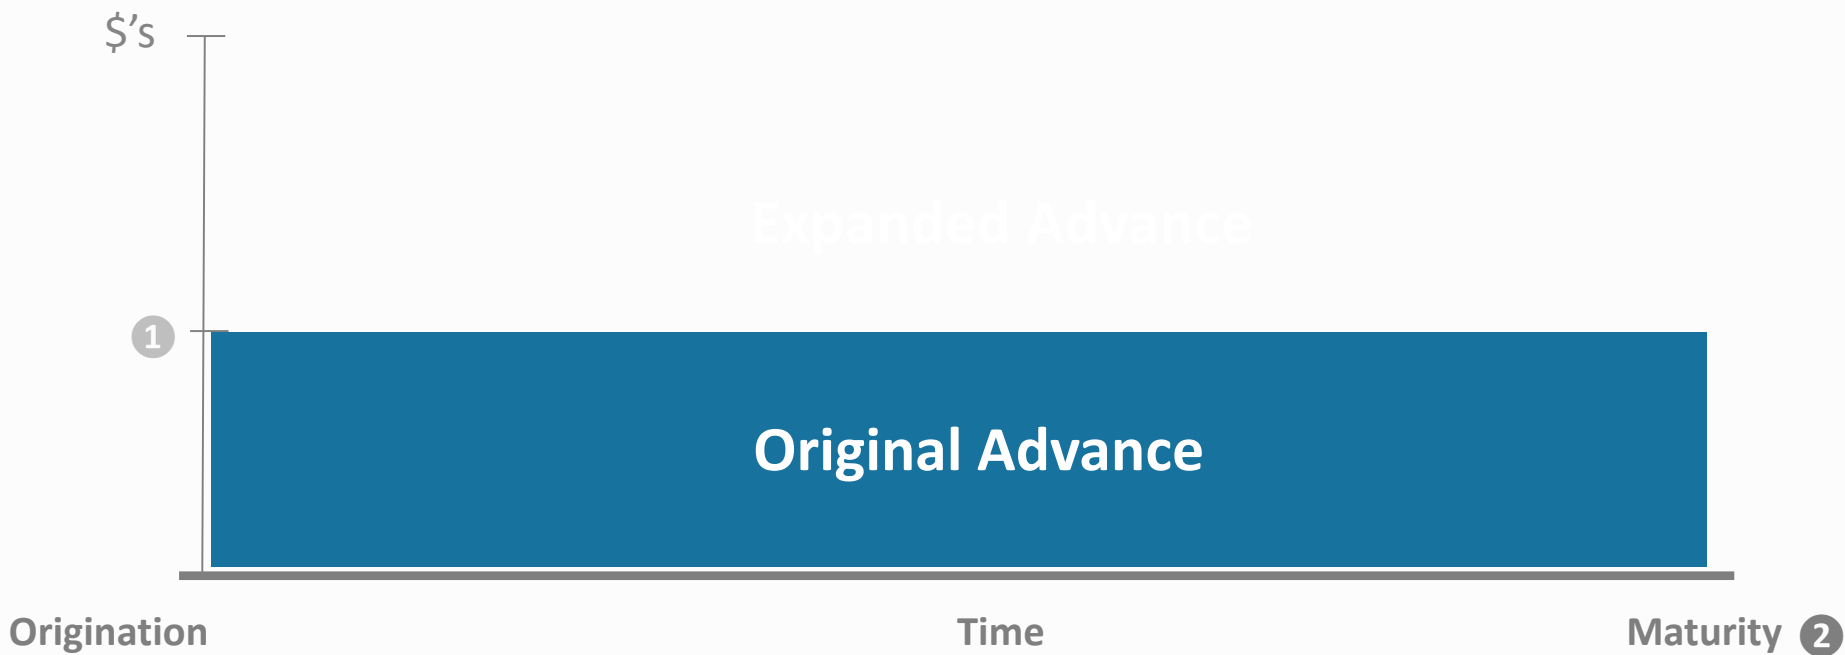 $’s
Expanded Advance
1
Original Advance
Origination
Time
Maturity 2